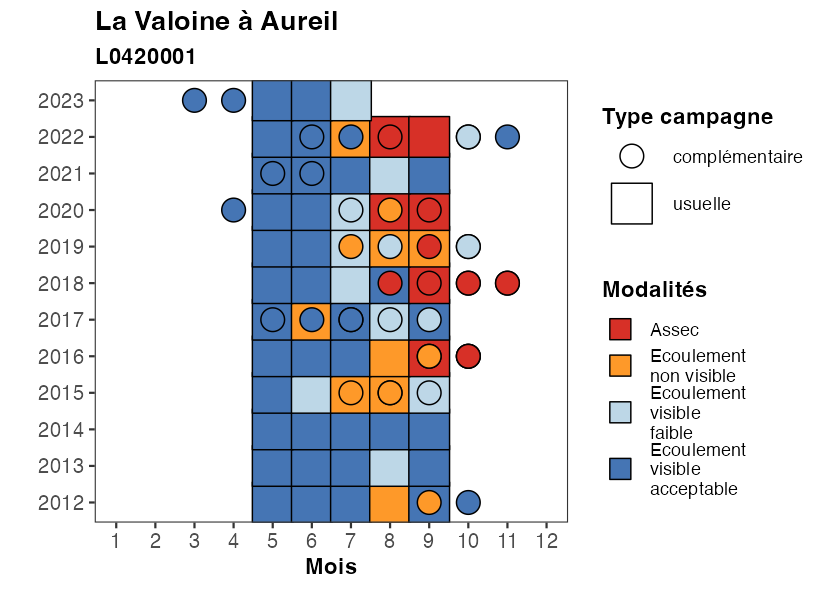 La Valoine à Aureil
L0420001
2023
2022
2021
2020
2019
2018
2017
2016
2015
2014
2013
2012
1 2 3 4 5 6 7 8 9 10 11 12
Mois
Type campagne
complémentaire
usuelle
Modalités
Assec
Ecoulement
non visible
Ecoulement
visible
faible
Ecoulement
visible
acceptable